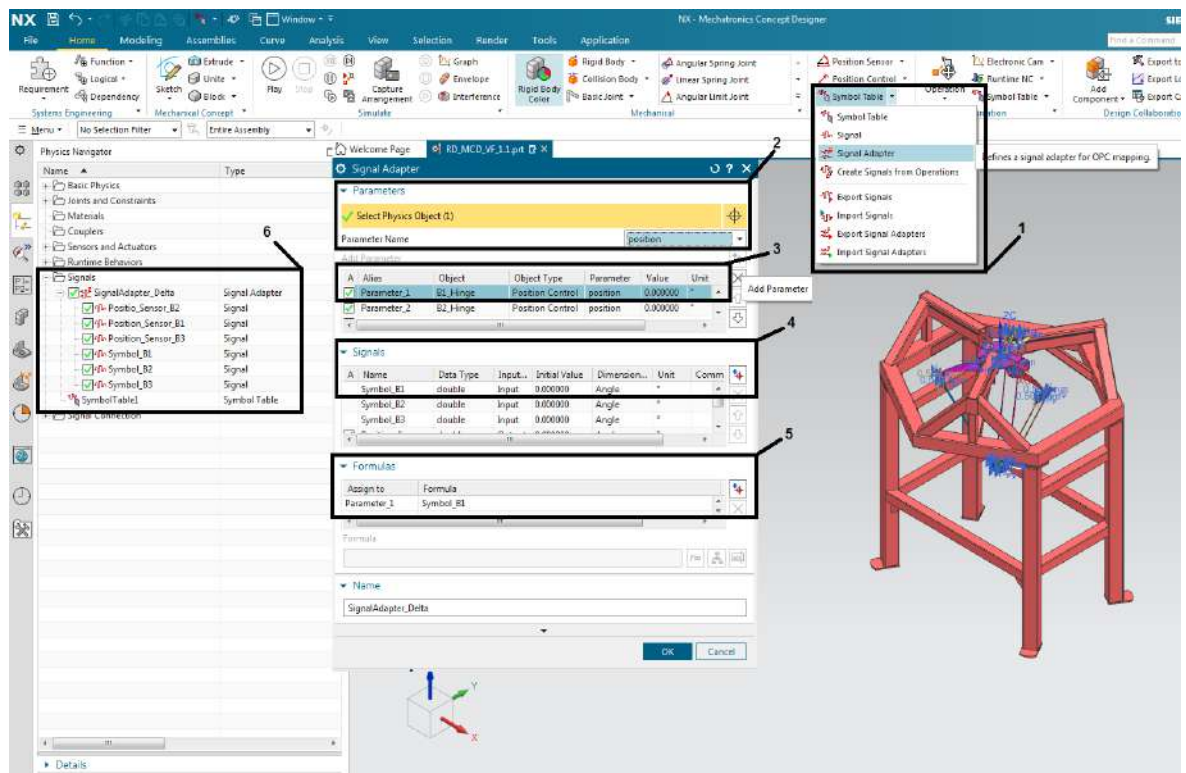 NX
Window
NX - Mechatronics Concept Designer
SIE
File Home Modeling Assemblies Curve Analysis View Selection Render Tools Application
Find a Command
Requirement
Function
Logical
Dependency
Systems Engineering
Sketch
Extrude
Unite
Block
Mechanical Concept
Play Stop
Capture Arrangement
Graph
Envelope
Interference
Simulate
Rigid Body Color
Rigid Body
Collision Body
Basic Joint
Angular Spring Joint
Linear Spring Joint
Angular Limit Joint
Mechanical
Position Sensor
Position Control
Symbol Table
Operation
Electronic Cam
Runtime NC
Symbol Table
Add Component
Export to
Export Lo
Export C
Design Collaboratio
Menu No Selection Filter Entire Assembly
Symbol Table
Signal
Signal Adapter
Create Signals from Operations
Export Signals
Import Signals
Export Signal Adapters
Import Signal Adapters
Defines a signal adapter for OPC mapping.
1
Physics Navigator
Name Type
Basic Physics
Joints and Constraints
Materials
Couplers
Sensors and Actuators
Runtime Behaviors
Signals
SignalAdapter_Delta Signal Adapter
Positio_Sensor_B2 Signal
Position_Sensor_B1 Signal
Position_Sensor_B3 Signal
Symbol_B1 Signal
Symbol_B2 Signal
Symbol_B3 Signal
SymbolTable1 Symbol Table
Signal Connection
6
Details
Welcome Page RD_MCD_VF_1.1.prt
2
Signal Adapter
Parameters
Select Physics Object (1)
Parameter Name position
Add Parameter
3
A Alias Object Object Type Parameter Value Unit
Parameter_1 B1_Hinge Position Control position 0.000000 °
Parameter_2 B2_Hinge Position Control position 0.000000 °
Add Parameter
4
Signals
A Name Data Type Input... Initial Value Dimension... Unit Comm
Symbol_B1 double Input 0.000000 Angle °
Symbol_B2 double Input 0.000000 Angle °
Symbol_B3 double Input 0.000000 Angle °
5
Formulas
Assign to Formula
Parameter_1 Symbol_B1
Formula
Name
SignalAdapter_Delta
OK Cancel
Y
X